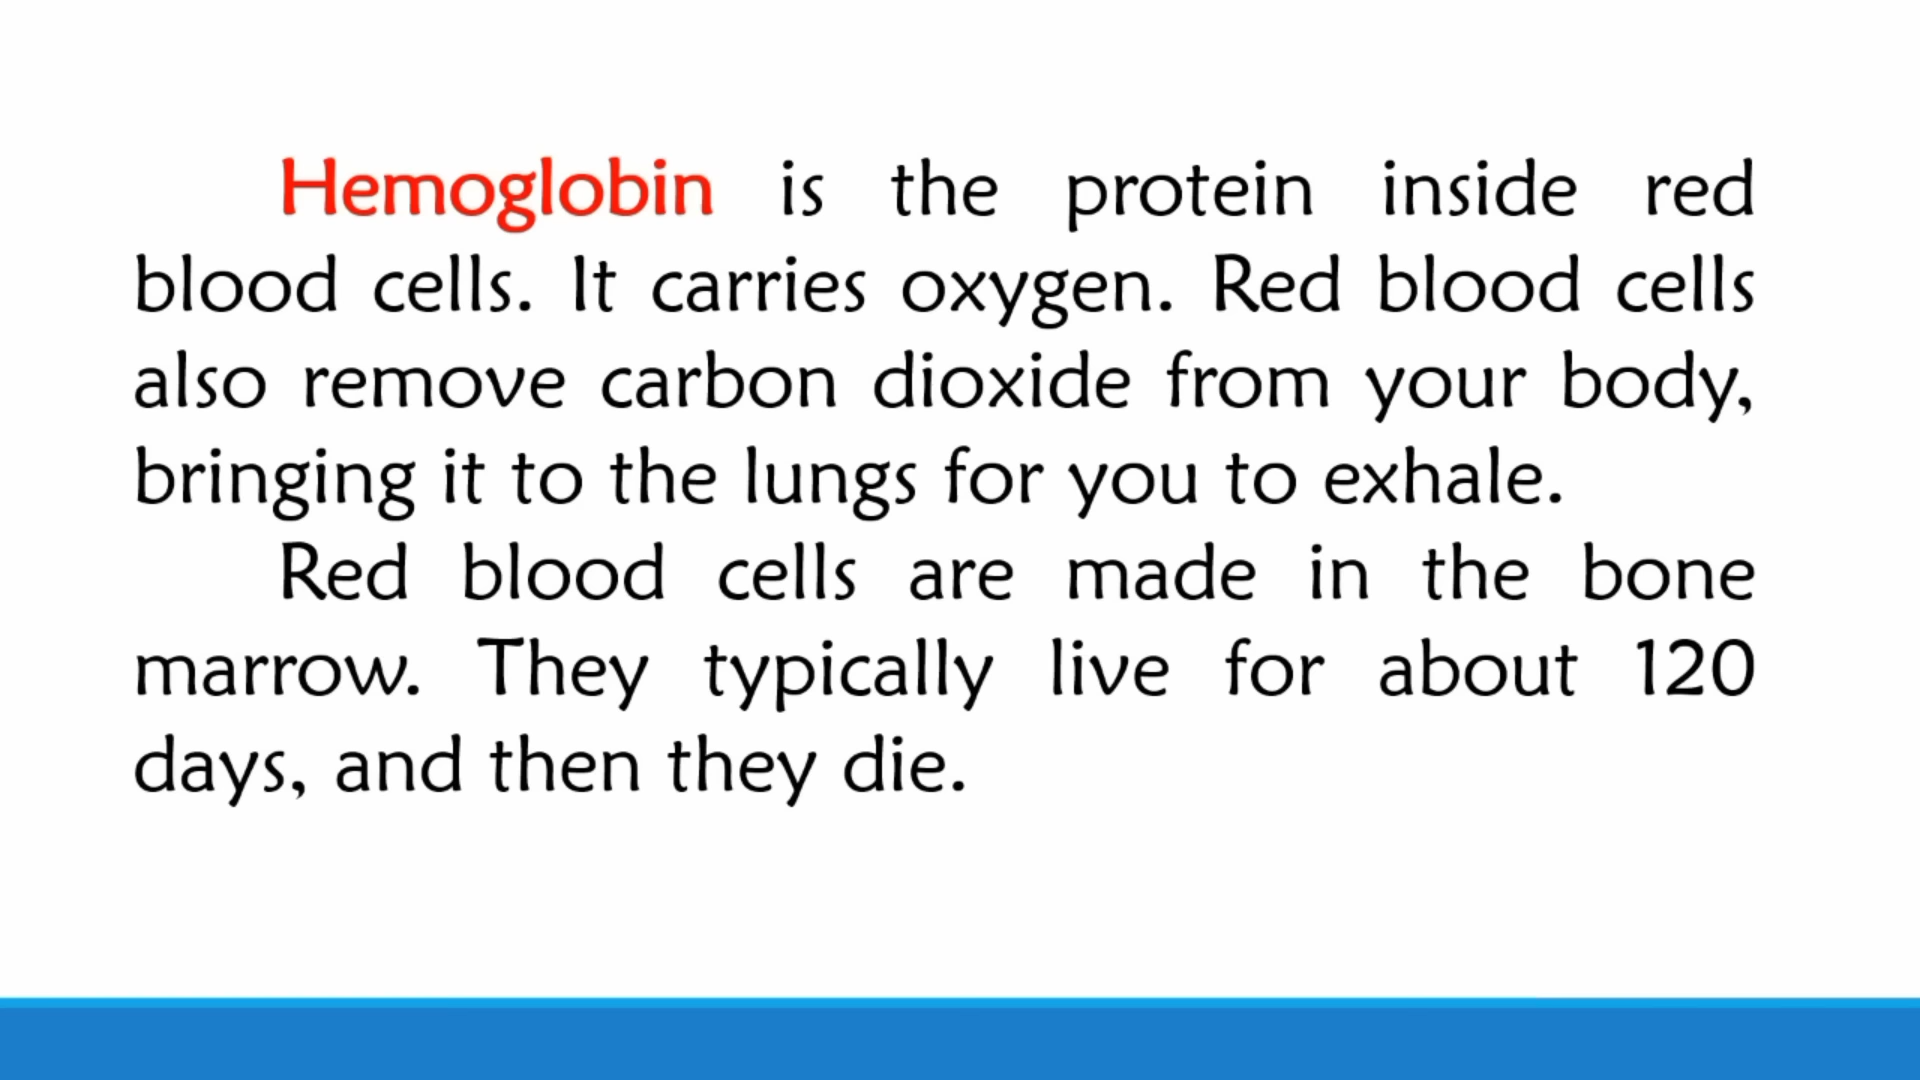 Hemoglobin is the protein inside red
blood cells. It carries oxygen. Red blood cells
also remove carbon dioxide from your body,
bringing it to the lungs for you to exhale.
Red blood cells are made in the bone
marrow. They typically live for about 120
days, and then they die.